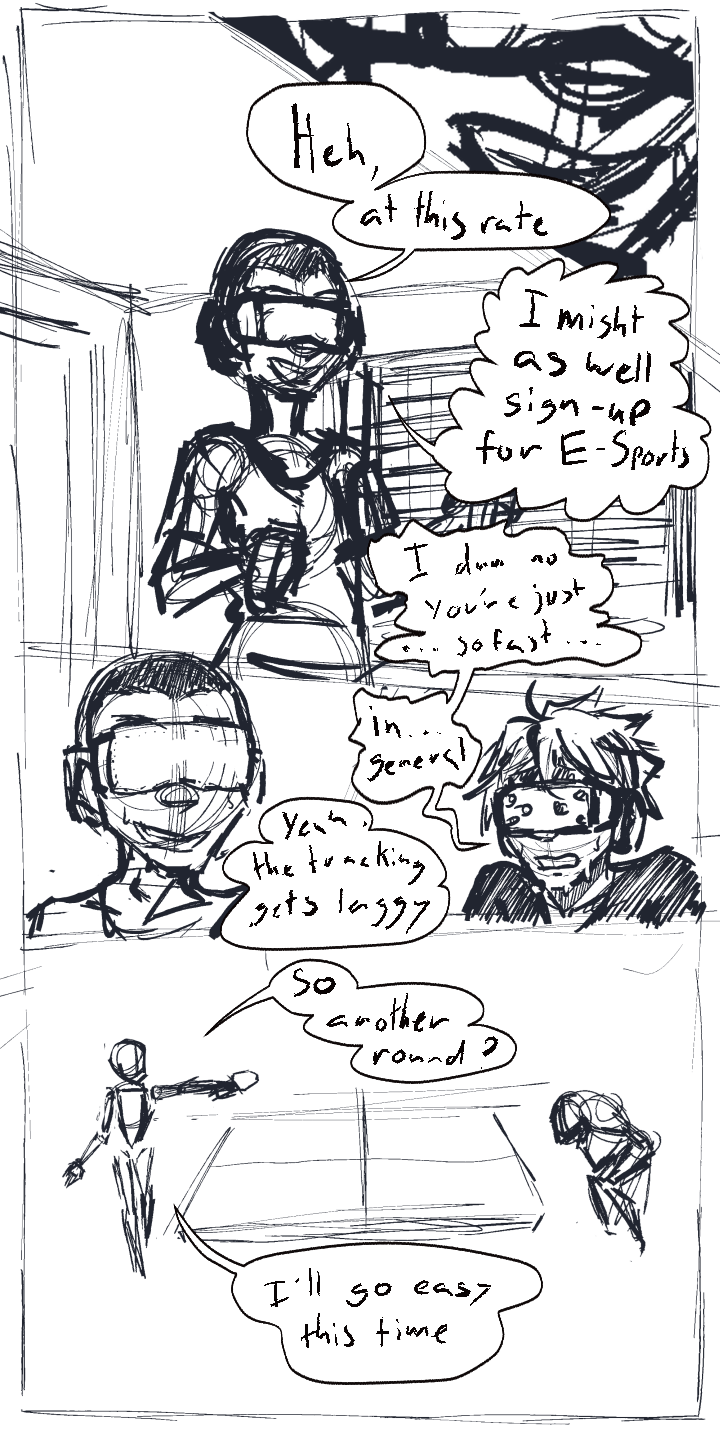 Heh,
at this rate
I might
as well
sign-up
for E-Sports
I dun no
you're just
... so fast ...
in...
general
Yeah,
the tracking
gets laggy
So
another
round?
I'll go easy
this time